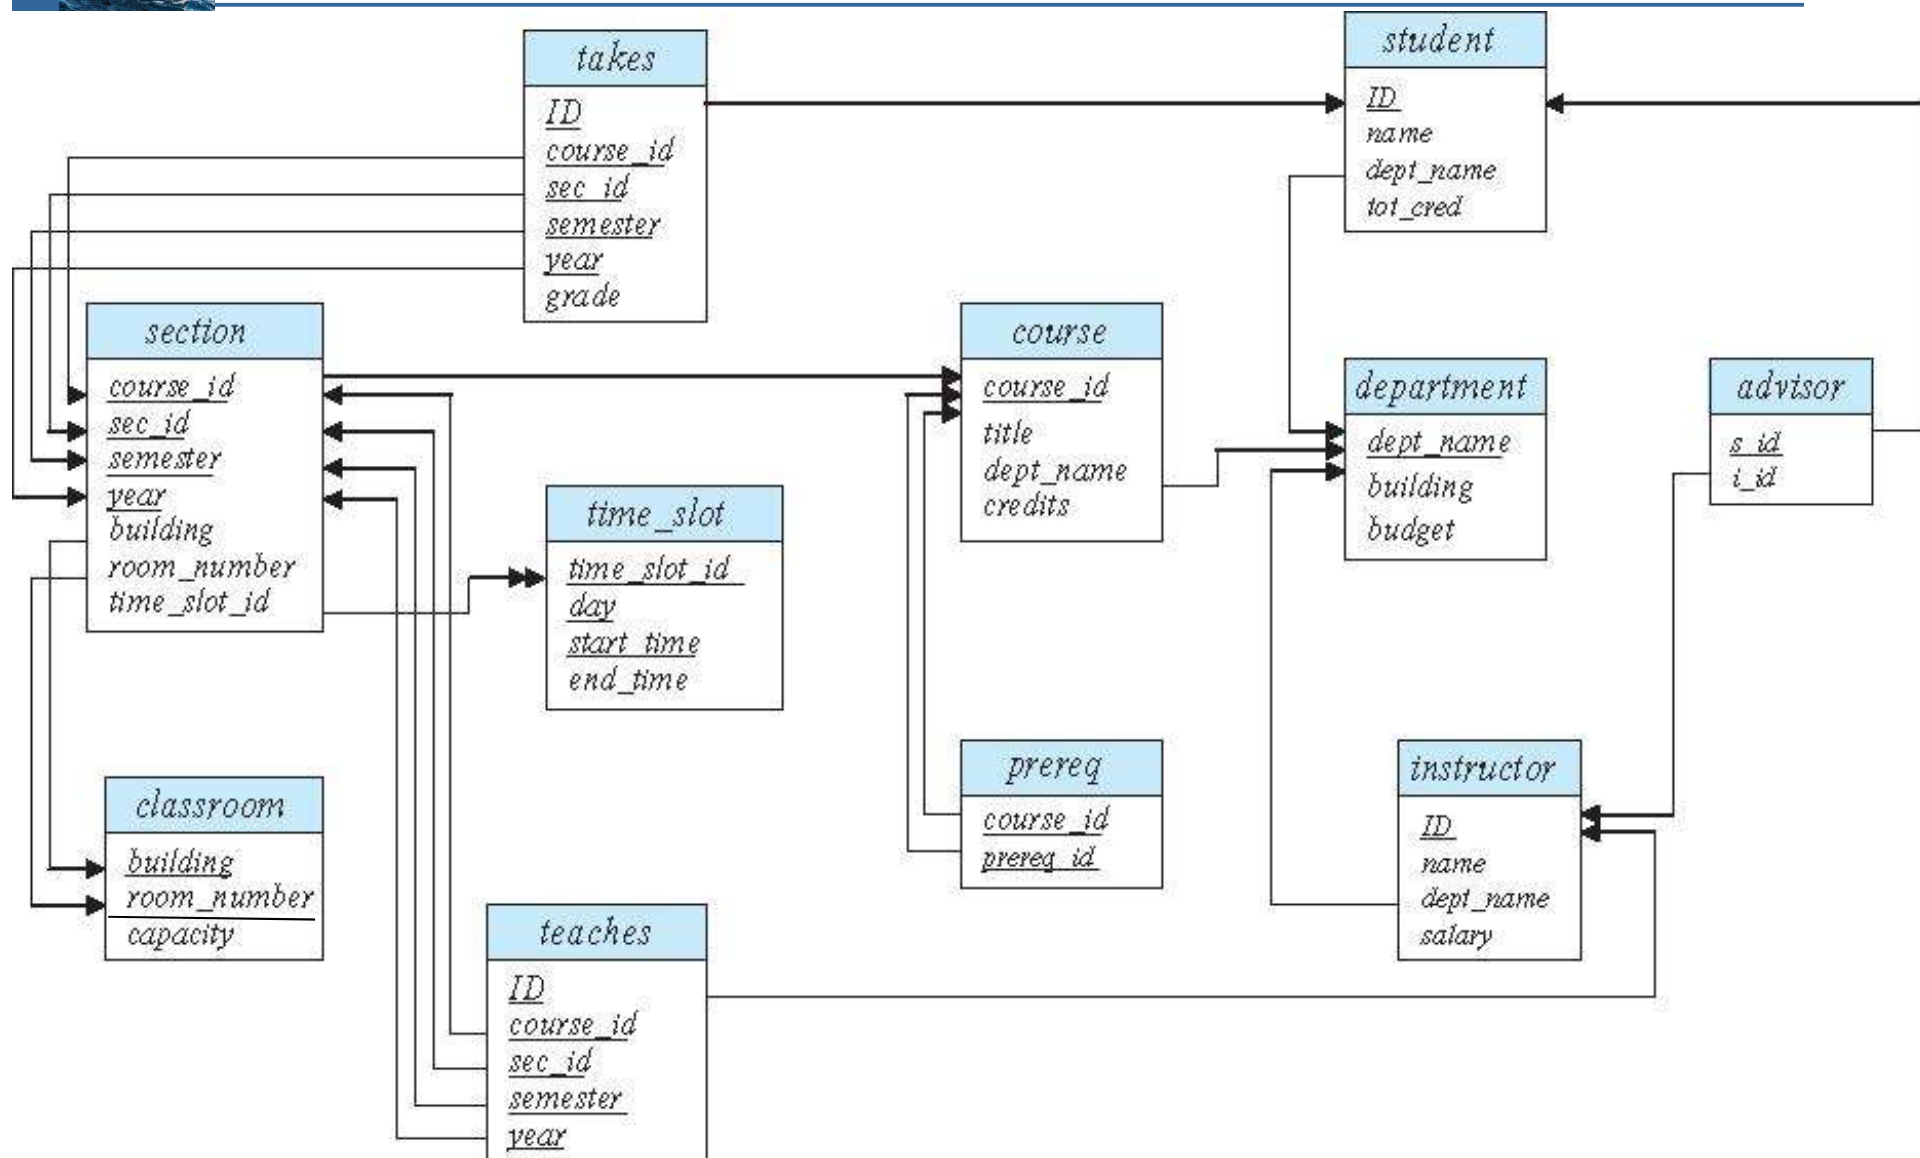 takes
ID
course_id
sec_id
semester
year
grade
student
ID
name
dept_name
tot_cred
section
course_id
sec_id
semester
year
building
room_number
time_slot_id
time_slot
time_slot_id
day
start_time
end_time
course
course_id
title
dept_name
credits
department
dept_name
building
budget
advisor
s_id
i_id
classroom
building
room_number
capacity
prereq
course_id
prereq_id
instructor
ID
name
dept_name
salary
teaches
ID
course_id
sec_id
semester
year